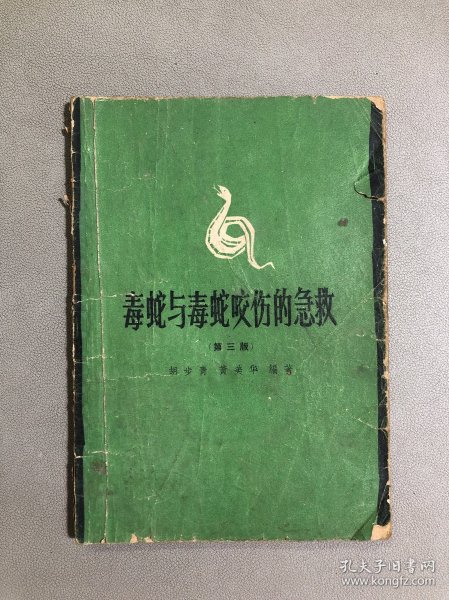 毒蛇与毒蛇咬伤的急救
(第三版)
胡步青 黄美华 编著
孔夫子旧书网
www.kongfz.com